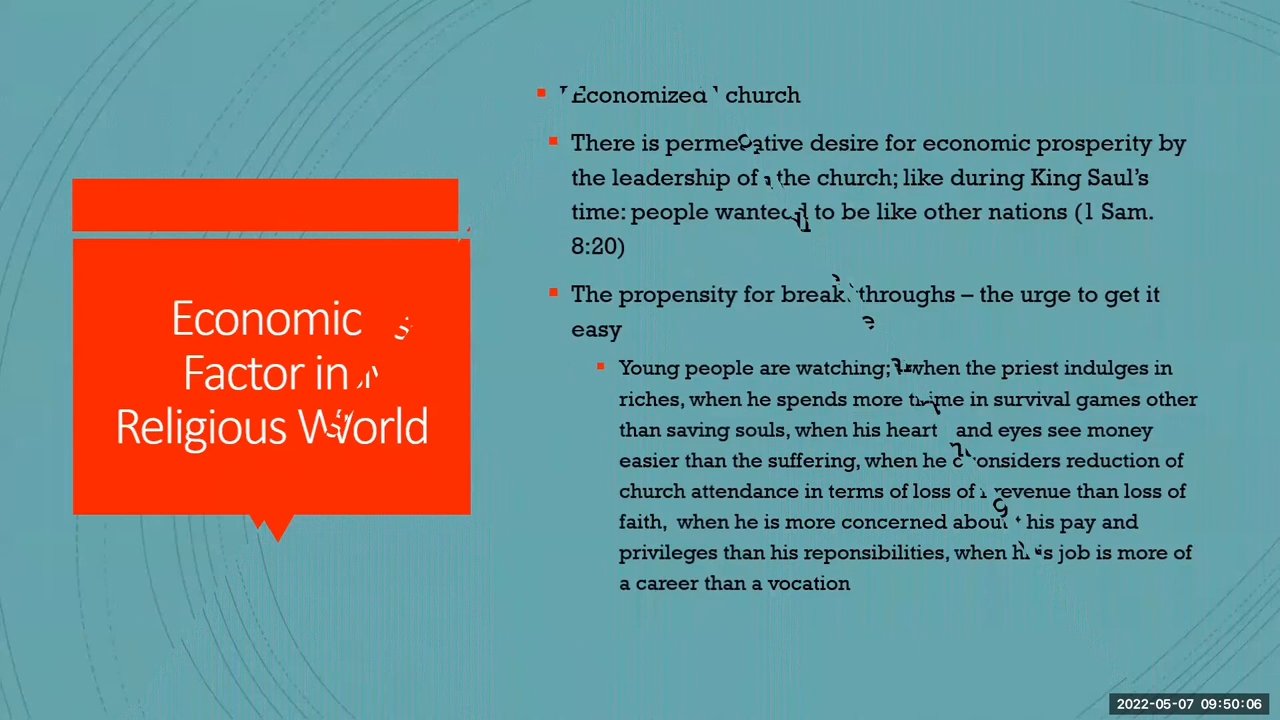 Economic
Factor in
Religious World
'Economized' church
There is permeative desire for economic prosperity by
the leadership of the church; like during King Saul's
time: people wanted to be like other nations (1 Sam.
8:20)
The propensity for breakthroughs – the urge to get it
easy
Young people are watching; when the priest indulges in
riches, when he spends more time in survival games other
than saving souls, when his heart and eyes see money
easier than the suffering, when he considers reduction of
church attendance in terms of loss of revenue than loss of
faith, when he is more concerned about his pay and
privileges than his reponsibilities, when his job is more of
a career than a vocation
2022-05-07 09:50:06